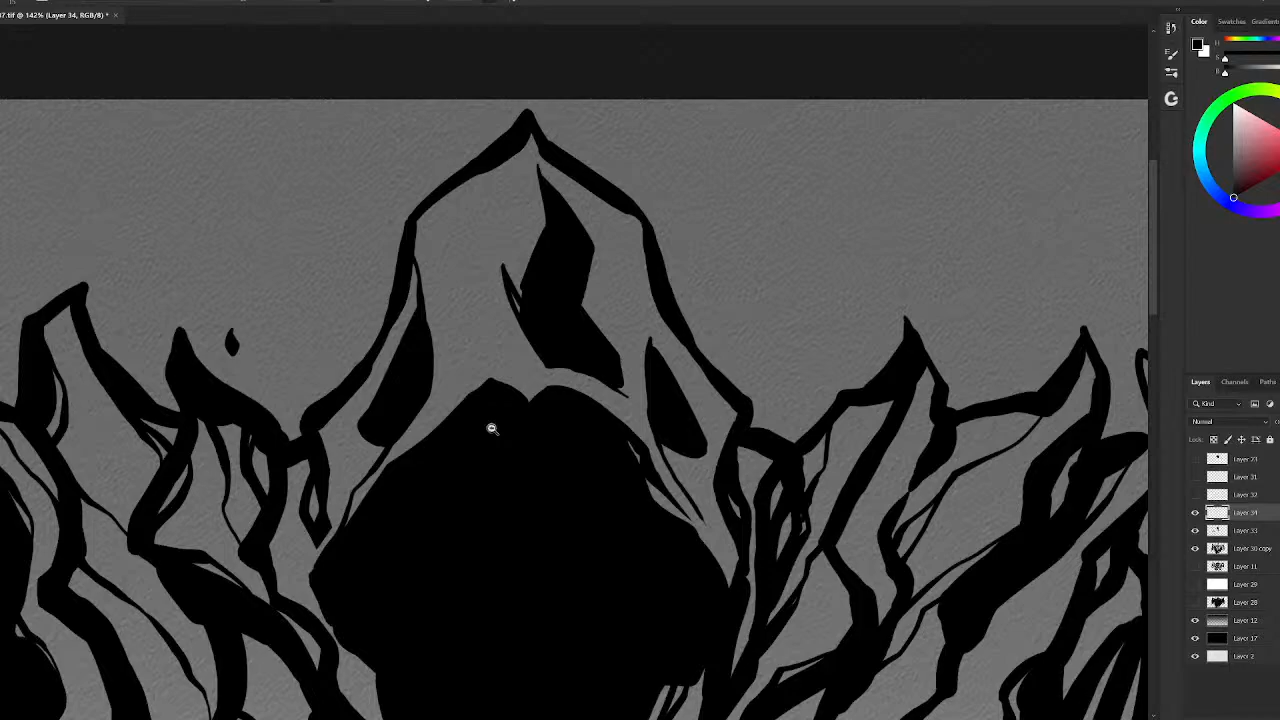 7.tif @ 142% (Layer 34, RGB/8) *
Color
Swatches
Gradients
H
S
B
Layers
Channels
Paths
Kind
Normal
Lock:
Layer 23
Layer 31
Layer 32
Layer 34
Layer 33
Layer 30 copy
Layer 11
Layer 29
Layer 28
Layer 12
Layer 17
Layer 2